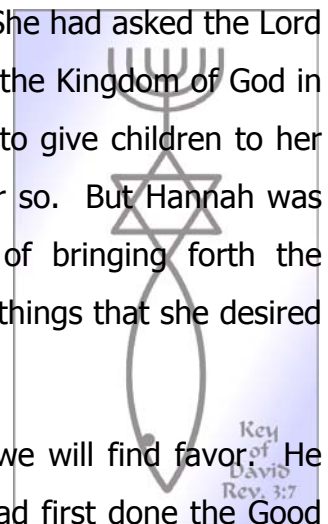 She had asked the Lord
the Kingdom of God in
to give children to her
so. But Hannah was
of bringing forth the
things that she desired
we will find favor. He
ad first done the Good
Key
of
David
Rev. 3:7